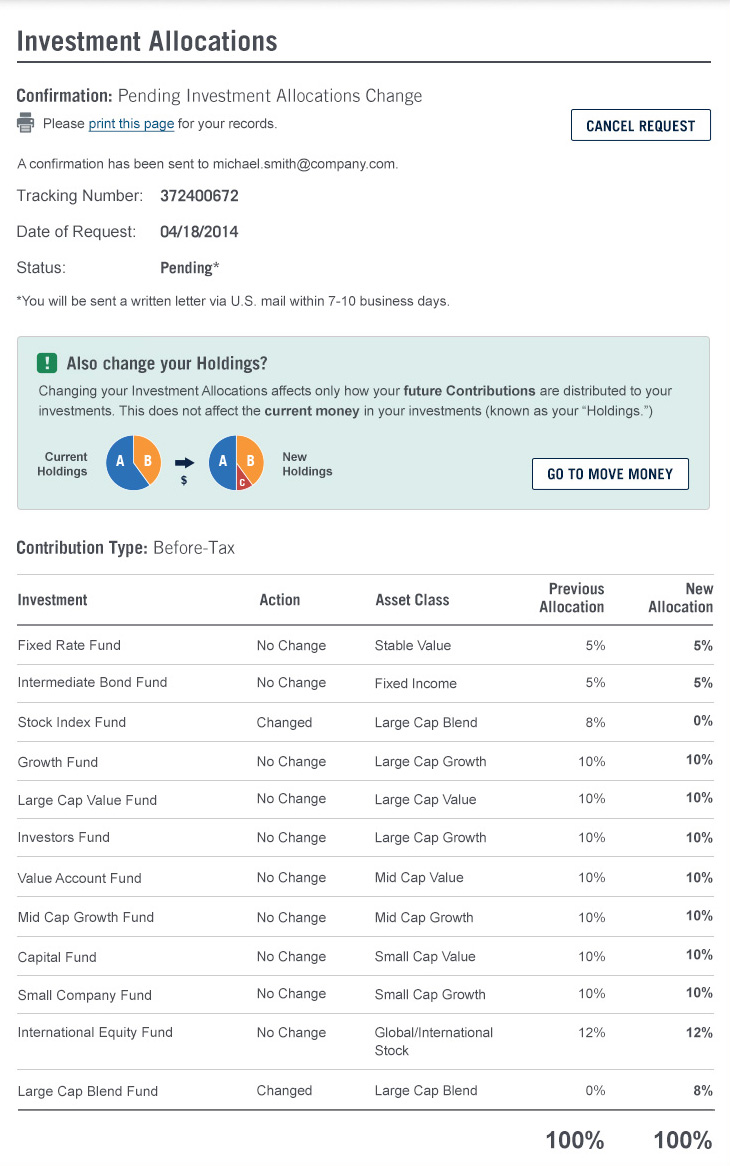 Investment Allocations
Confirmation: Pending Investment Allocations Change
Please print this page for your records.
CANCEL REQUEST
A confirmation has been sent to michael.smith@company.com.
Tracking Number: 372400672
Date of Request: 04/18/2014
Status: Pending*
*You will be sent a written letter via U.S. mail within 7-10 business days.
! Also change your Holdings?
Changing your Investment Allocations affects only how your future Contributions are distributed to your
investments. This does not affect the current money in your investments (known as your “Holdings.”)
Current
Holdings
A B
$
A B
C
New
Holdings
GO TO MOVE MONEY
Contribution Type: Before-Tax
Investment Action Asset Class Previous Allocation New Allocation
Fixed Rate Fund No Change Stable Value 5% 5%
Intermediate Bond Fund No Change Fixed Income 5% 5%
Stock Index Fund Changed Large Cap Blend 8% 0%
Growth Fund No Change Large Cap Growth 10% 10%
Large Cap Value Fund No Change Large Cap Value 10% 10%
Investors Fund No Change Large Cap Growth 10% 10%
Value Account Fund No Change Mid Cap Value 10% 10%
Mid Cap Growth Fund No Change Mid Cap Growth 10% 10%
Capital Fund No Change Small Cap Value 10% 10%
Small Company Fund No Change Small Cap Growth 10% 10%
International Equity Fund No Change Global/International 12% 12%
Stock
Large Cap Blend Fund Changed Large Cap Blend 0% 8%
100% 100%